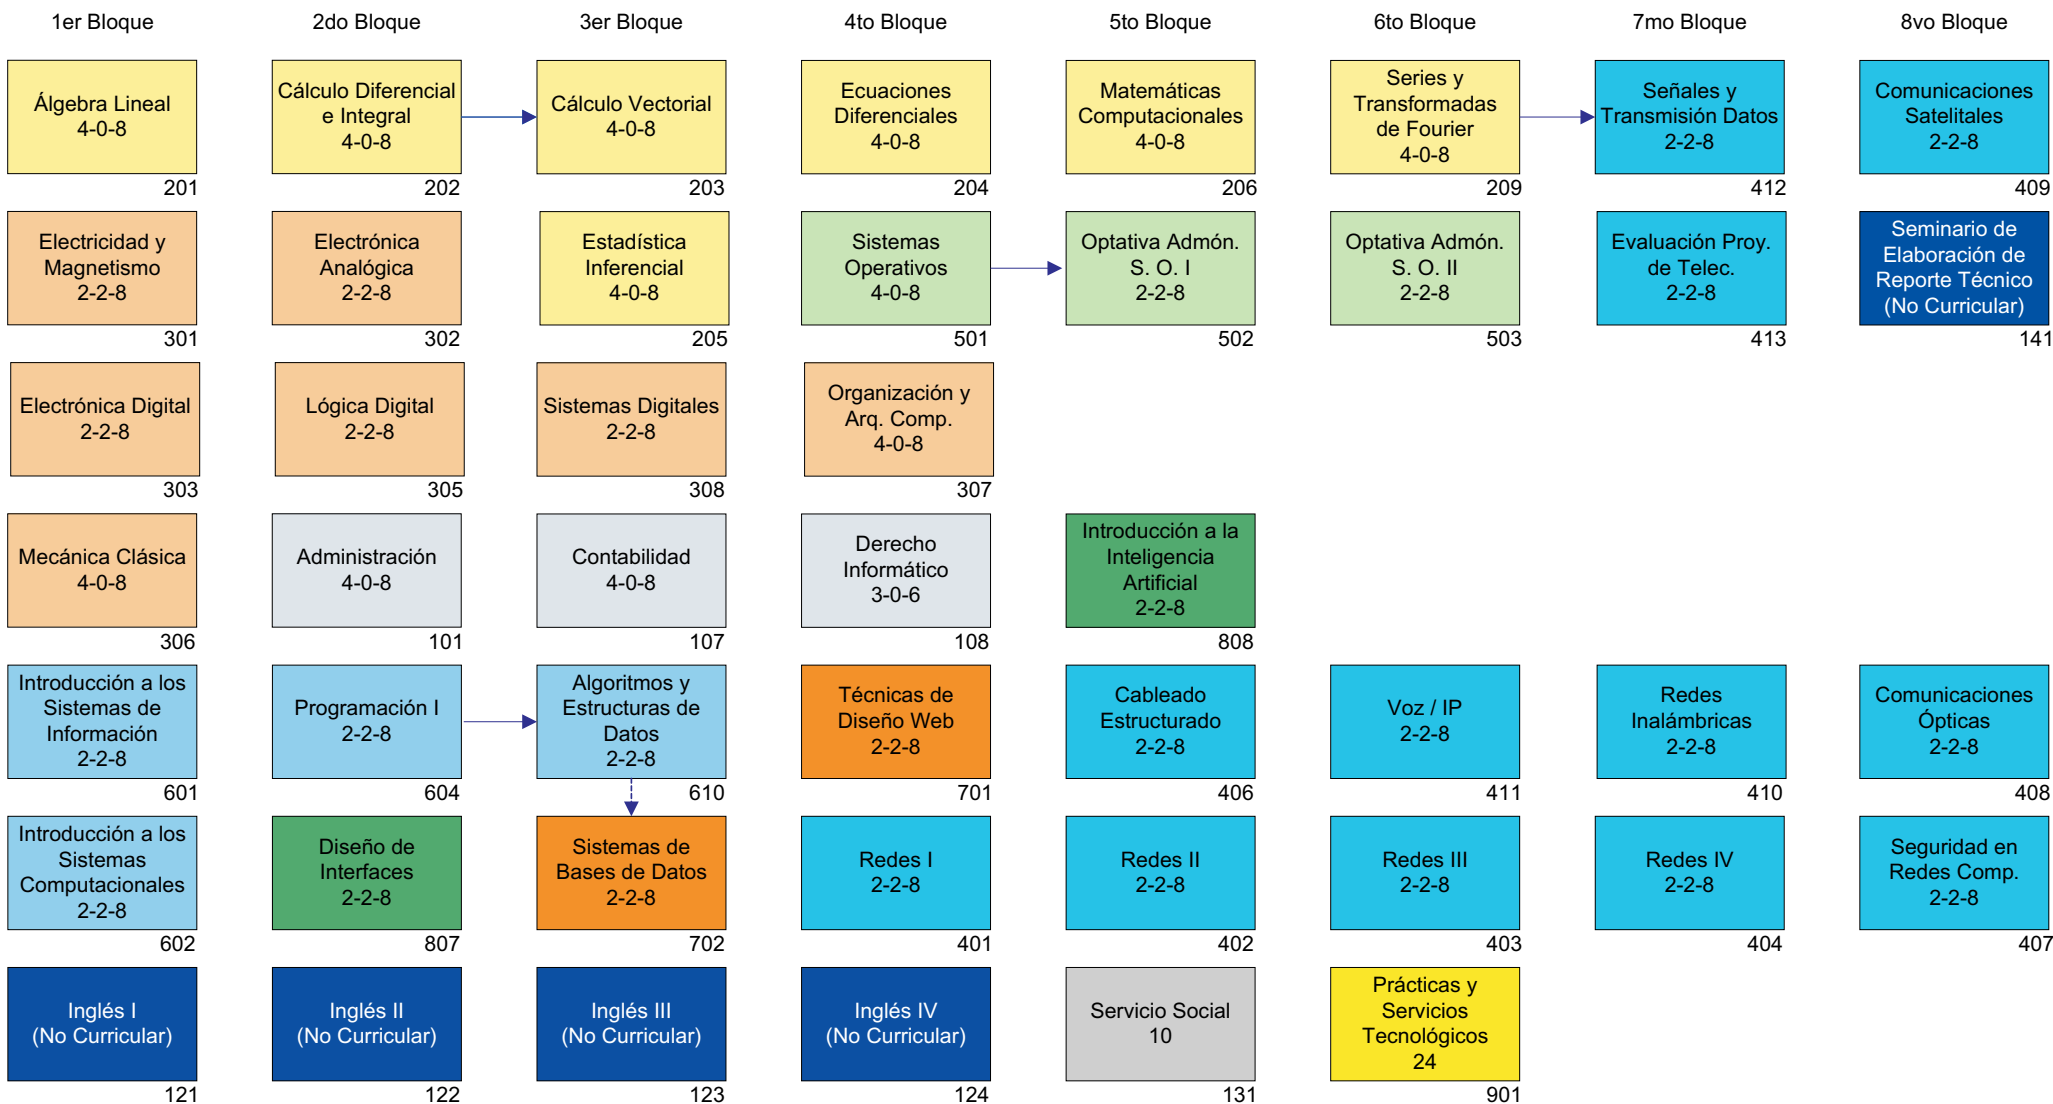 1er Bloque
2do Bloque
3er Bloque
4to Bloque
5to Bloque
6to Bloque
7mo Bloque
8vo Bloque
Álgebra Lineal
4-0-8
201
Cálculo Diferencial
e Integral
4-0-8
202
Cálculo Vectorial
4-0-8
203
Ecuaciones
Diferenciales
4-0-8
204
Matemáticas
Computacionales
4-0-8
206
Series y
Transformadas
de Fourier
4-0-8
209
Señales y
Transmisión Datos
2-2-8
412
Comunicaciones
Satelitales
2-2-8
409
Electricidad y
Magnetismo
2-2-8
301
Electrónica
Analógica
2-2-8
302
Estadística
Inferencial
4-0-8
205
Sistemas
Operativos
4-0-8
501
Optativa Admón.
S. O. I
2-2-8
502
Optativa Admón.
S. O. II
2-2-8
503
Evaluación Proy.
de Telec.
2-2-8
413
Seminario de
Elaboración de
Reporte Técnico
(No Curricular)
141
Electrónica Digital
2-2-8
303
Lógica Digital
2-2-8
305
Sistemas Digitales
2-2-8
308
Organización y
Arq. Comp.
4-0-8
307
Mecánica Clásica
4-0-8
306
Administración
4-0-8
101
Contabilidad
4-0-8
107
Derecho
Informático
3-0-6
108
Introducción a la
Inteligencia
Artificial
2-2-8
808
Introducción a los
Sistemas de
Información
2-2-8
601
Programación I
2-2-8
604
Algoritmos y
Estructuras de
Datos
2-2-8
610
Técnicas de
Diseño Web
2-2-8
701
Cableado
Estructurado
2-2-8
406
Voz / IP
2-2-8
411
Redes
Inalámbricas
2-2-8
410
Comunicaciones
Ópticas
2-2-8
408
Introducción a los
Sistemas
Computacionales
2-2-8
602
Diseño de
Interfaces
2-2-8
807
Sistemas de
Bases de Datos
2-2-8
702
Redes I
2-2-8
401
Redes II
2-2-8
402
Redes III
2-2-8
403
Redes IV
2-2-8
404
Seguridad en
Redes Comp.
2-2-8
407
Inglés I
(No Curricular)
121
Inglés II
(No Curricular)
122
Inglés III
(No Curricular)
123
Inglés IV
(No Curricular)
124
Servicio Social
10
131
Prácticas y
Servicios
Tecnológicos
24
901